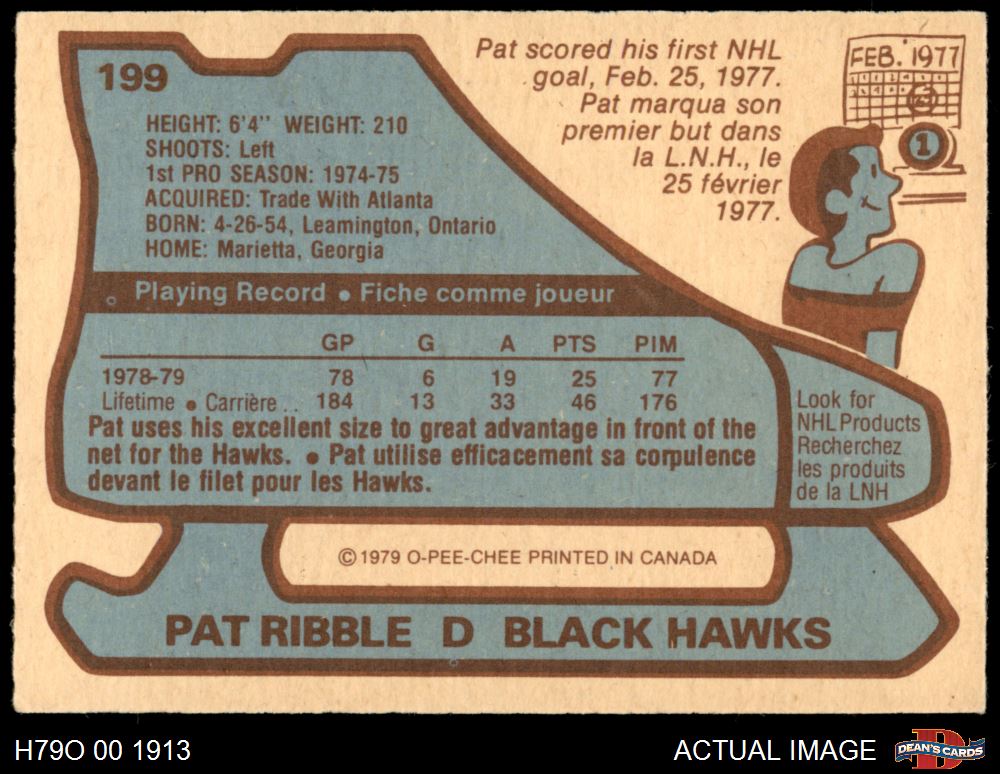 199
HEIGHT: 6'4'' WEIGHT: 210
SHOOTS: Left
1st PRO SEASON: 1974-75
ACQUIRED: Trade With Atlanta
BORN: 4-26-54, Leamington, Ontario
HOME: Marietta, Georgia
Pat scored his first NHL
goal, Feb. 25, 1977.
Pat marqua son
premier but dans
la L.N.H., le
25 février
1977.
FEB. 1977
1
Playing Record • Fiche comme joueur
GP G A PTS PIM
1978-79 78 6 19 25 77
Lifetime • Carrière .. 184 13 33 46 176
Pat uses his excellent size to great advantage in front of the
net for the Hawks. • Pat utilise efficacement sa corpulence
devant le filet pour les Hawks.
Look for
NHL Products
Recherchez
les produits
de la LNH
© 1979 O-PEE-CHEE PRINTED IN CANADA
PAT RIBBLE D BLACK HAWKS
H79O 00 1913
ACTUAL IMAGE
DEAN'S CARDS